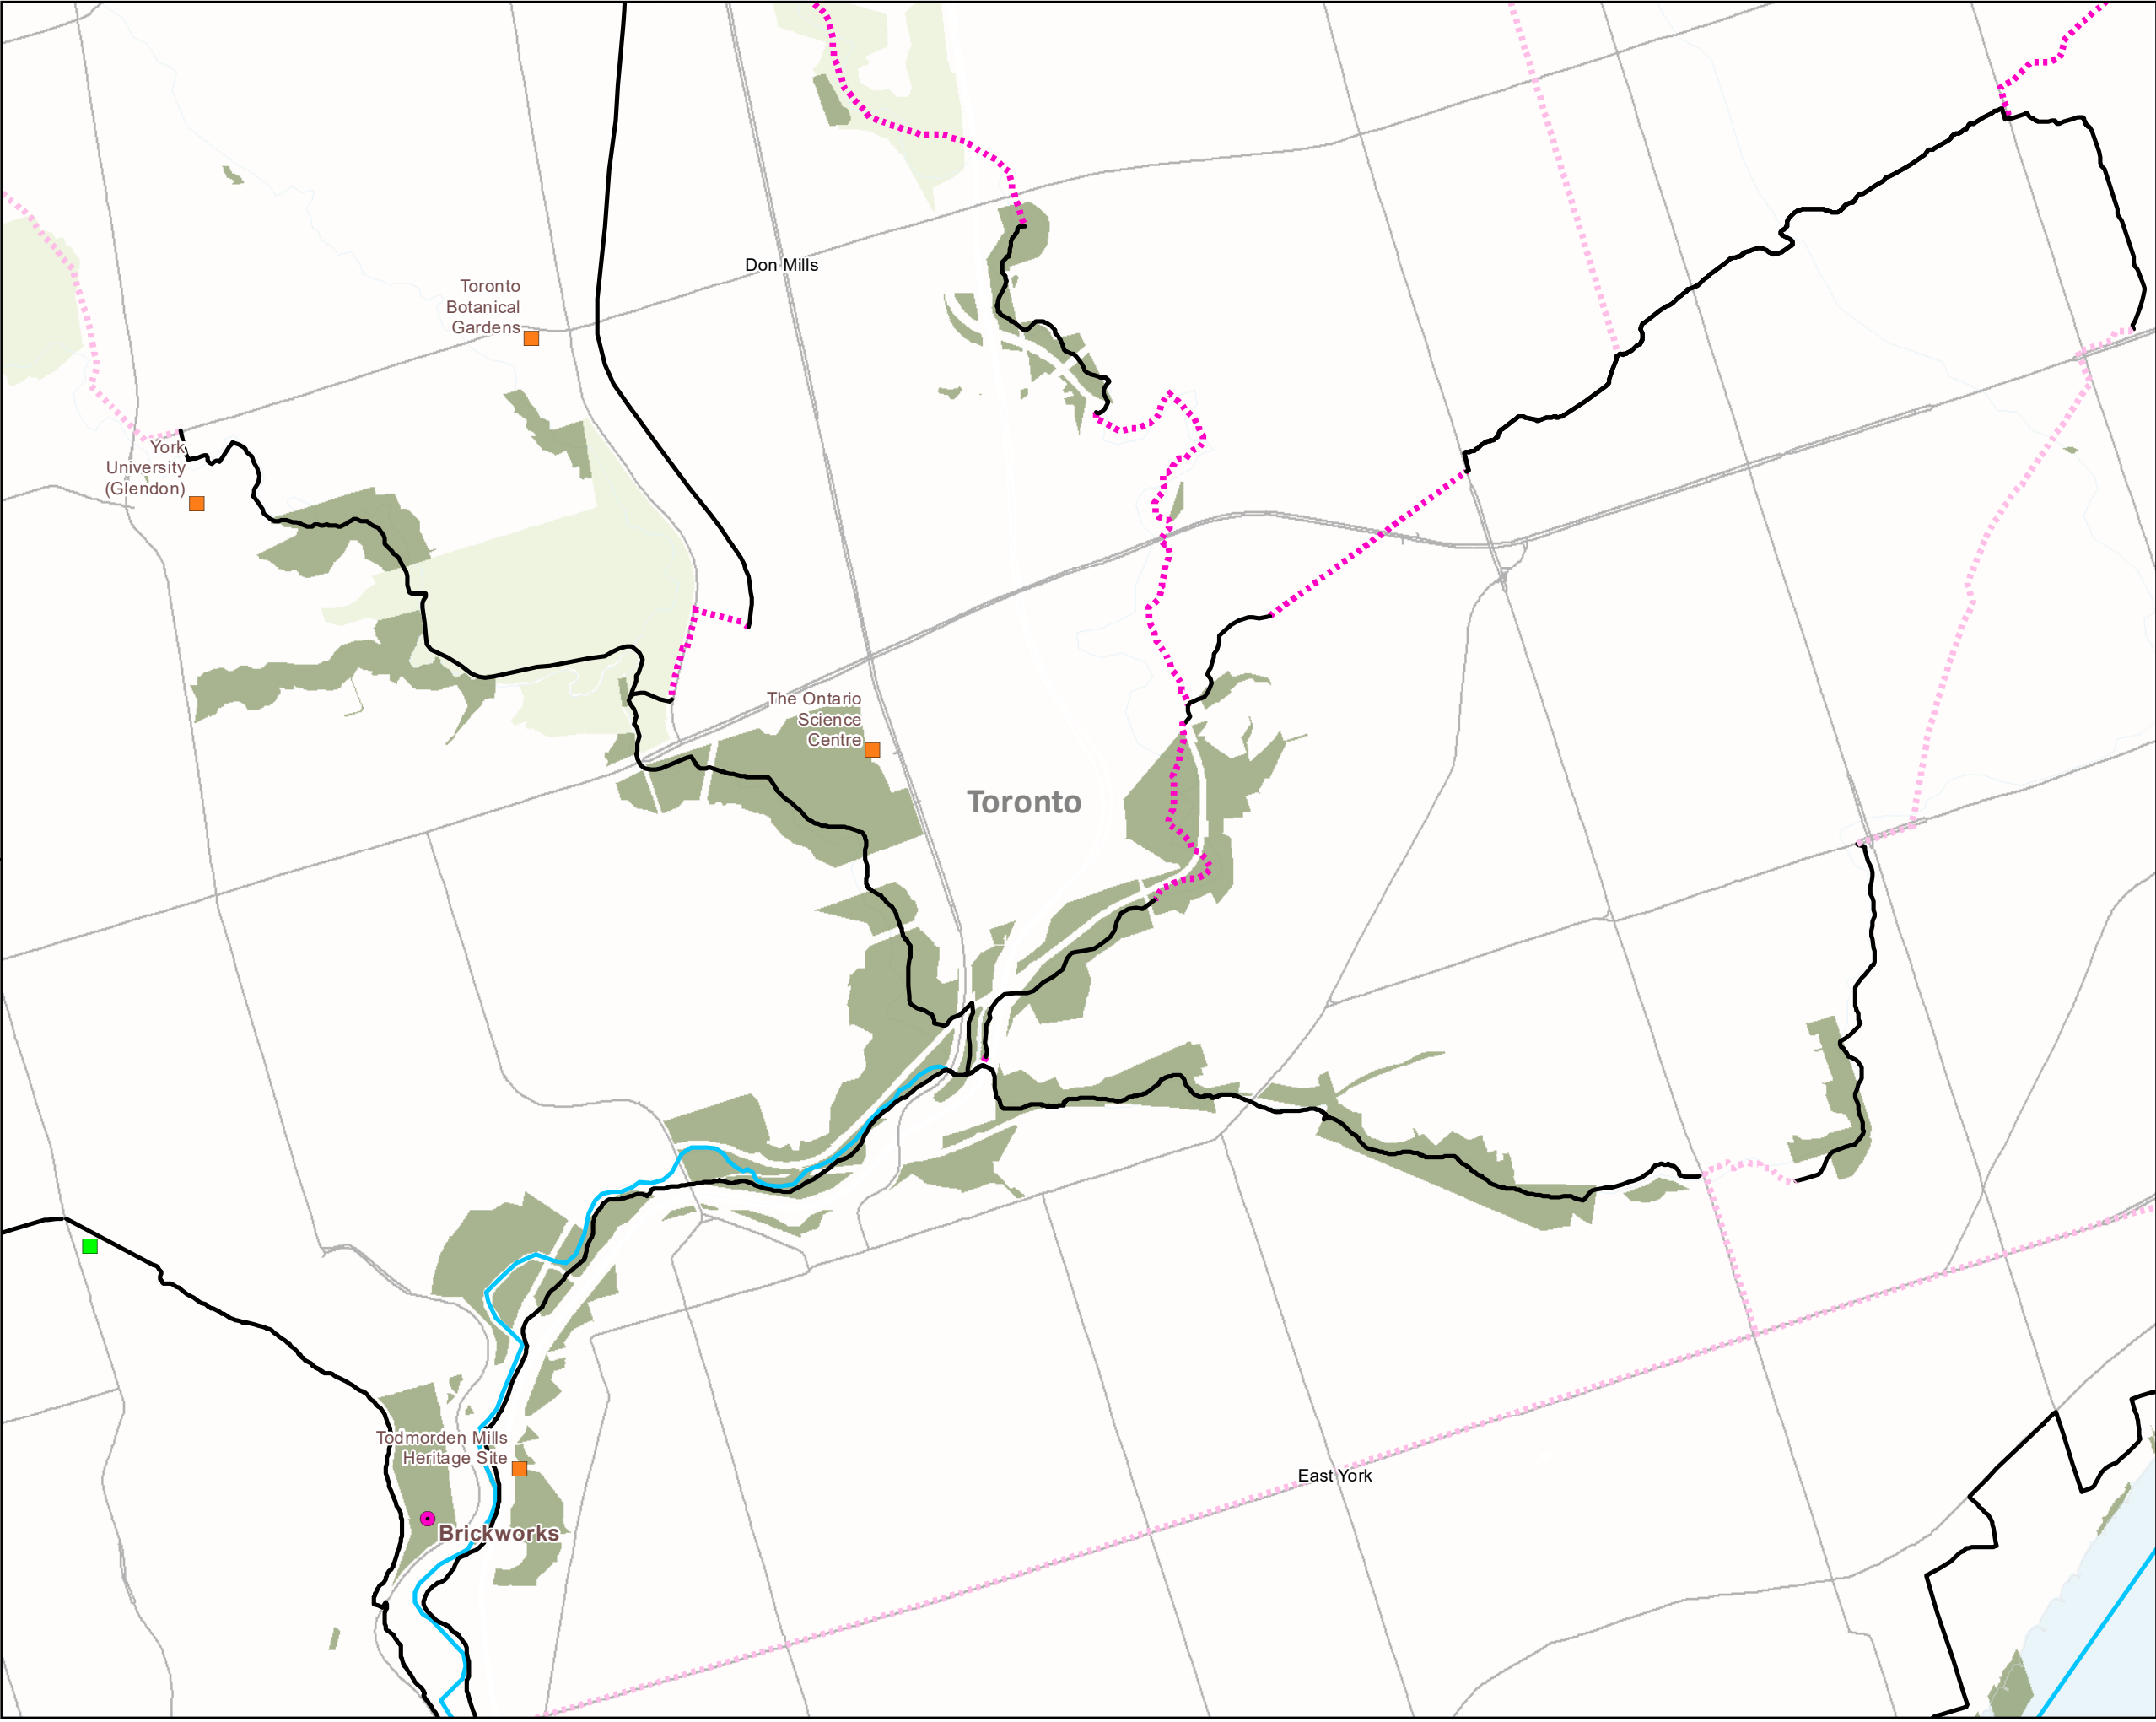 Don Mills
Toronto
Botanical
Gardens
York
University
(Glendon)
The Ontario
Science
Centre
Toronto
Todmorden Mills
Heritage Site
East York
Brickworks